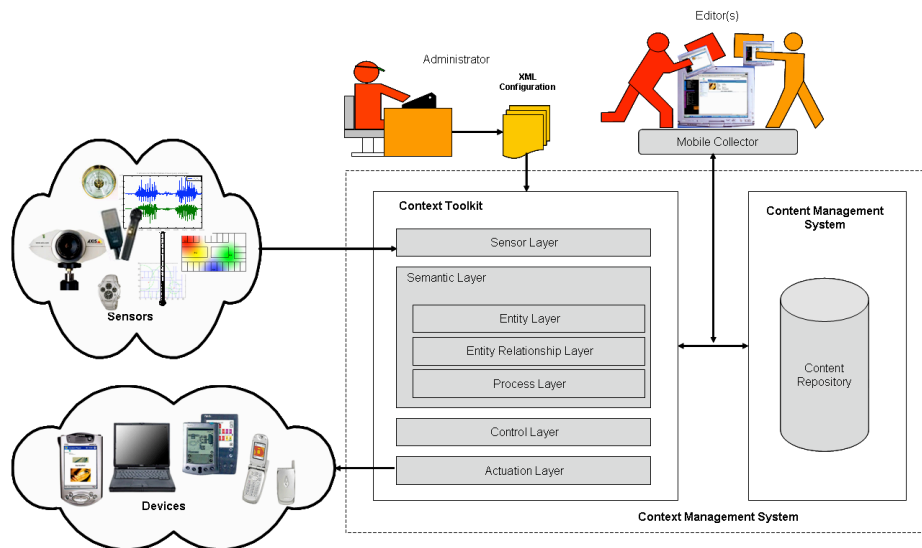 Editor(s)
Administrator
XML
Configuration
Mobile Collector
Context Toolkit
Content Management
System
Sensor Layer
Semantic Layer
Entity Layer
Entity Relationship Layer
Process Layer
Content
Repository
Control Layer
Actuation Layer
Sensors
AXIS
Devices
Context Management System